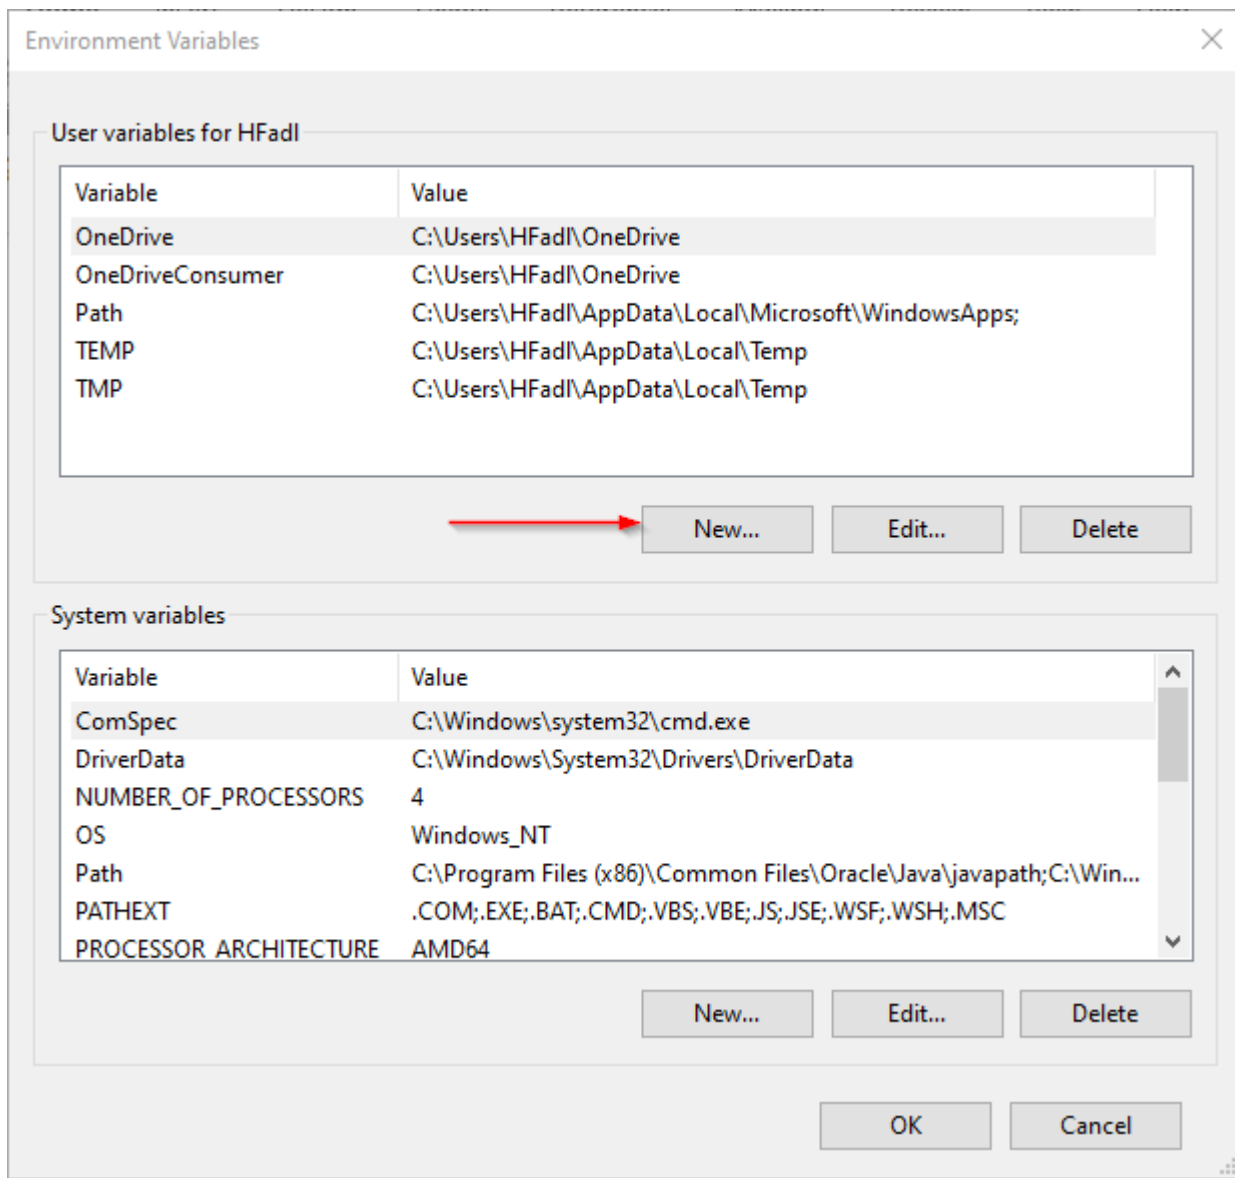 Environment Variables
User variables for HFadl
Variable Value
OneDrive C:\Users\HFadl\OneDrive
OneDriveConsumer C:\Users\HFadl\OneDrive
Path C:\Users\HFadl\AppData\Local\Microsoft\WindowsApps;
TEMP C:\Users\HFadl\AppData\Local\Temp
TMP C:\Users\HFadl\AppData\Local\Temp
New... Edit... Delete
System variables
Variable Value
ComSpec C:\Windows\system32\cmd.exe
DriverData C:\Windows\System32\Drivers\DriverData
NUMBER_OF_PROCESSORS 4
OS Windows_NT
Path C:\Program Files (x86)\Common Files\Oracle\Java\javapath;C:\Win...
PATHEXT .COM;.EXE;.BAT;.CMD;.VBS;.VBE;.JS;.JSE;.WSF;.WSH;.MSC
PROCESSOR_ARCHITECTURE AMD64
New... Edit... Delete
OK Cancel